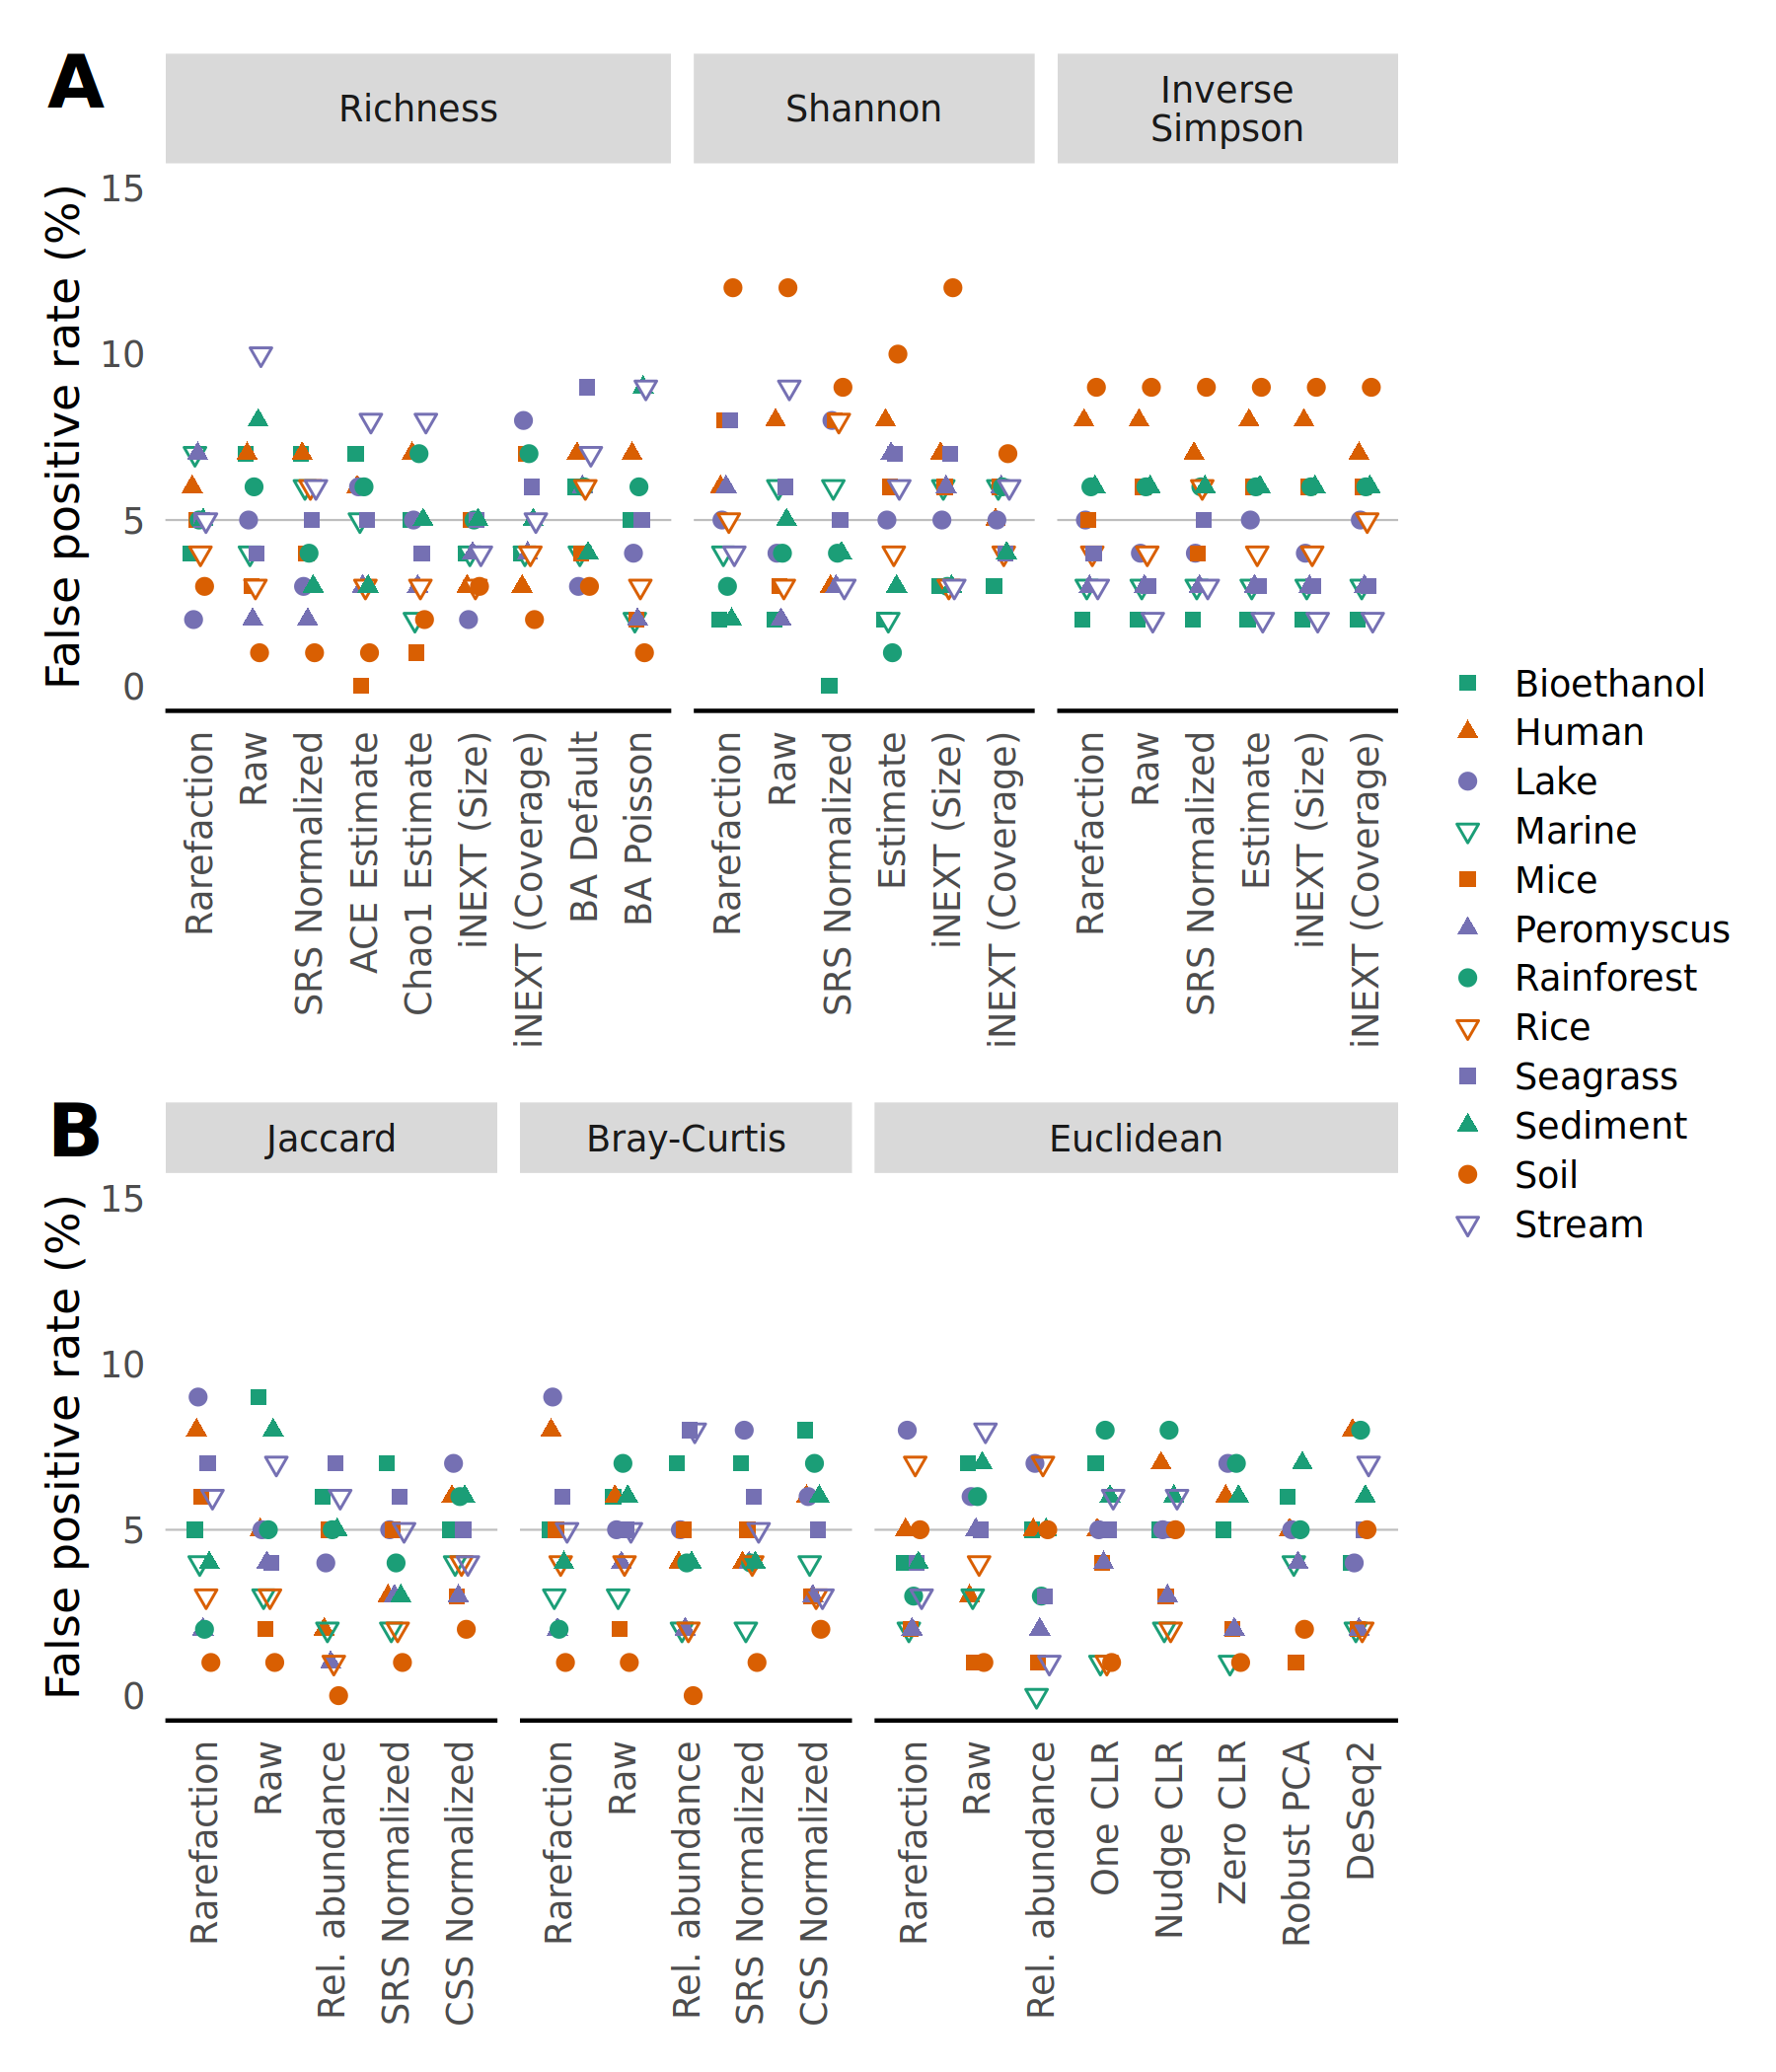 A
Richness
Shannon
Inverse
Simpson
False positive rate (%)
15
10
5
0
Rarefaction
Raw
SRS Normalized
ACE Estimate
Chao1 Estimate
iNEXT (Size)
iNEXT (Coverage)
BA Default
BA Poisson
Rarefaction
Raw
SRS Normalized
Estimate
iNEXT (Size)
iNEXT (Coverage)
Rarefaction
Raw
SRS Normalized
Estimate
iNEXT (Size)
iNEXT (Coverage)
Bioethanol
Human
Lake
Marine
Mice
Peromyscus
Rainforest
Rice
Seagrass
Sediment
Soil
Stream
B
Jaccard
Bray-Curtis
Euclidean
False positive rate (%)
15
10
5
0
Rarefaction
Raw
Rel. abundance
SRS Normalized
CSS Normalized
Rarefaction
Raw
Rel. abundance
SRS Normalized
CSS Normalized
Rarefaction
Raw
Rel. abundance
One CLR
Nudge CLR
Zero CLR
Robust PCA
DeSeq2